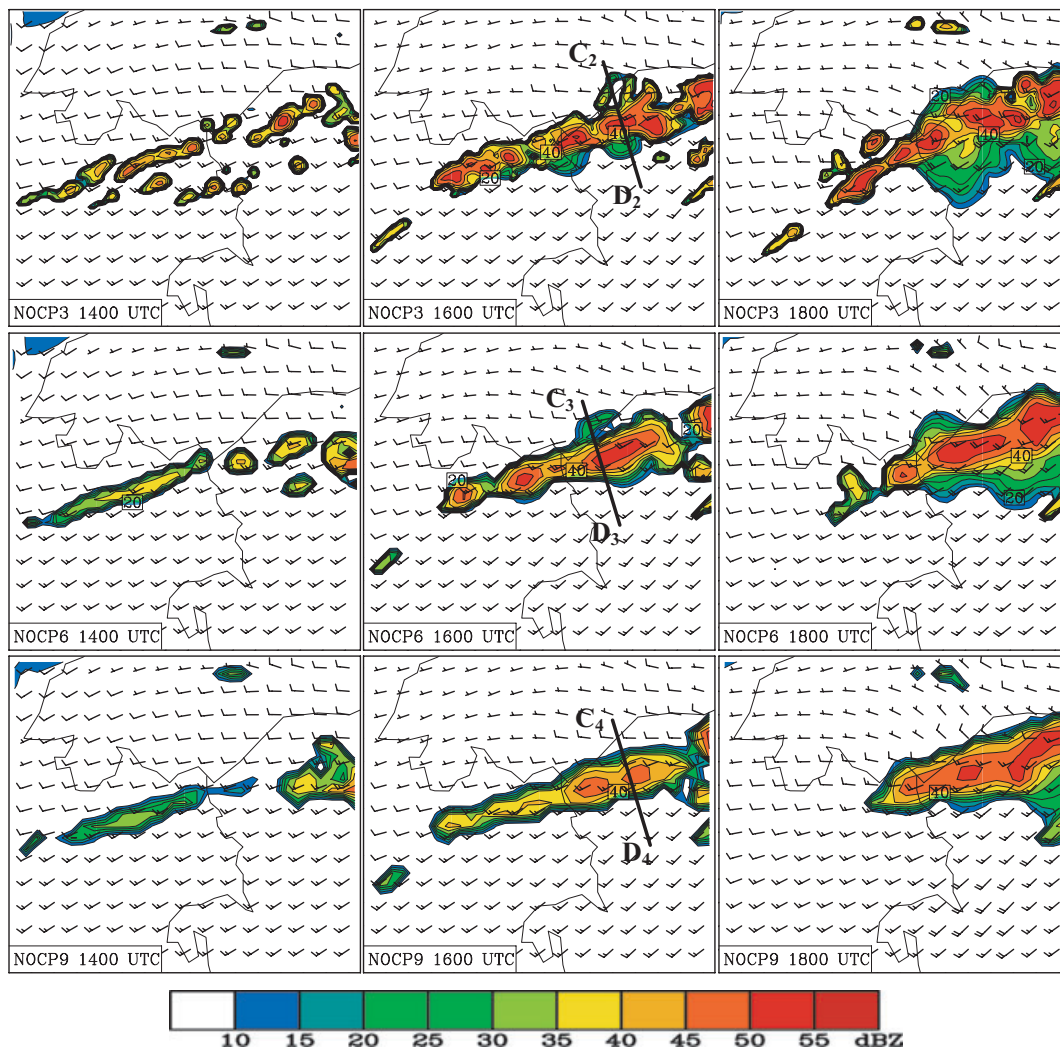 C2
20
40
40
20
D2
20
40
20
NOCP3 1400 UTC
NOCP3 1600 UTC
NOCP3 1800 UTC
C3
20
20
20
40
40
20
D3
NOCP6 1400 UTC
NOCP6 1600 UTC
NOCP6 1800 UTC
C4
40
40
D4
NOCP9 1400 UTC
NOCP9 1600 UTC
NOCP9 1800 UTC
10 15 20 25 30 35 40 45 50 55 dBZ